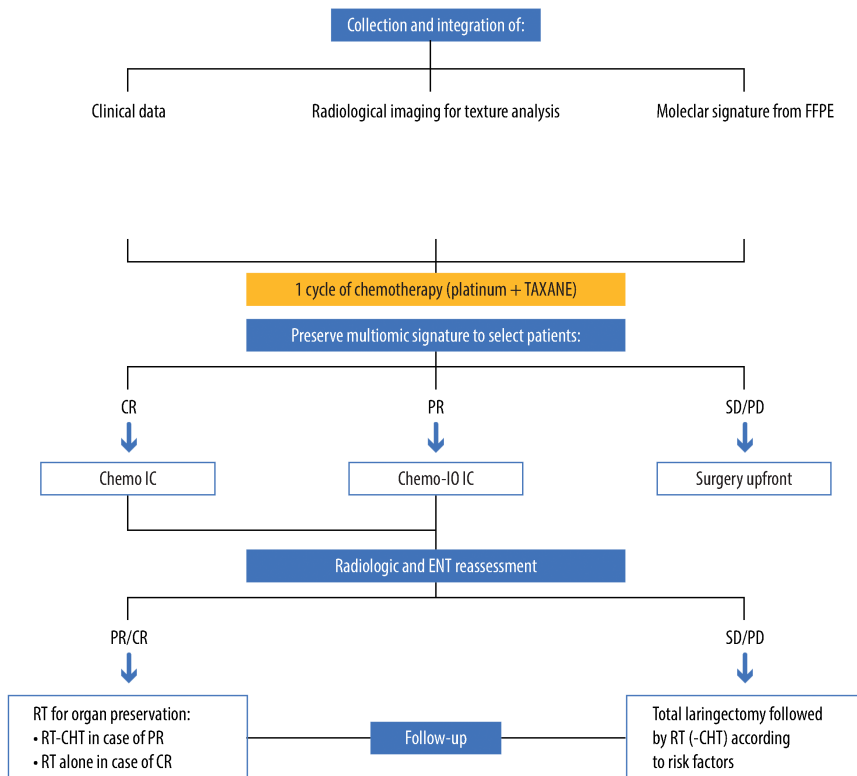 Collection and integration of:
Clinical data
Radiological imaging for texture analysis
Moleclar signature from FFPE
1 cycle of chemotherapy (platinum + TAXANE)
Preserve multiomic signature to select patients:
CR
PR
SD/PD
Chemo IC
Chemo-IO IC
Surgery upfront
Radiologic and ENT reassessment
PR/CR
SD/PD
RT for organ preservation:
• RT-CHT in case of PR
• RT alone in case of CR
Follow-up
Total laringectomy followed
by RT (-CHT) according
to risk factors